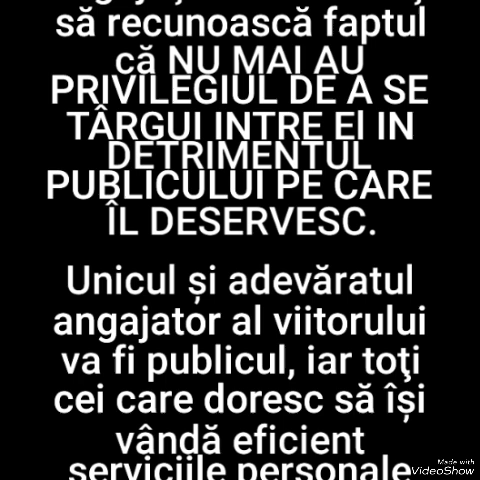 să recunoască faptul
că NU MAI AU
PRIVILEGIUL DE A SE
TÂRGUI INTRE EI IN
DETRIMENTUL
PUBLICULUI PE CARE
ÎL DESERVESC.
Unicul și adevăratul
angajator al viitorului
va fi publicul, iar toţi
cei care doresc să își
vândă eficient
serviciile personale
Made with
VideoShow